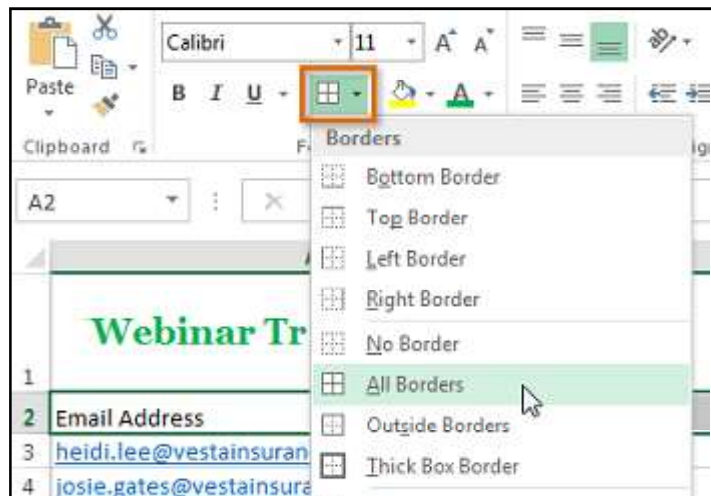 Calibri 11 A A
Paste
B I U A
Clipboard
Borders
A2
Bottom Border
Top Border
Left Border
Right Border
Webinar Tr
No Border
1
All Borders
2 Email Address
Outside Borders
3 heidi.lee@vestainsuran
Thick Box Border
4 josie.gates@vestainsura